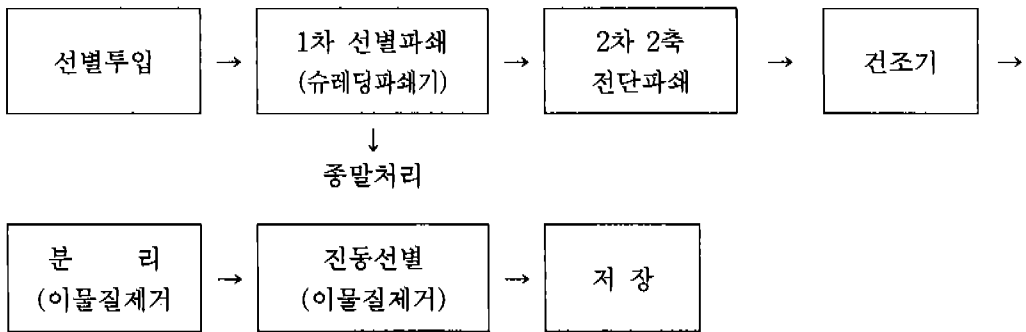 선별투입 → 1차 선별파쇄 (슈레딩파쇄기) → 2차 2축 전단파쇄 → 건조기 →
↓
종말처리
분 리 (이물질제거 → 진동선별 (이물질제거) → 저 장